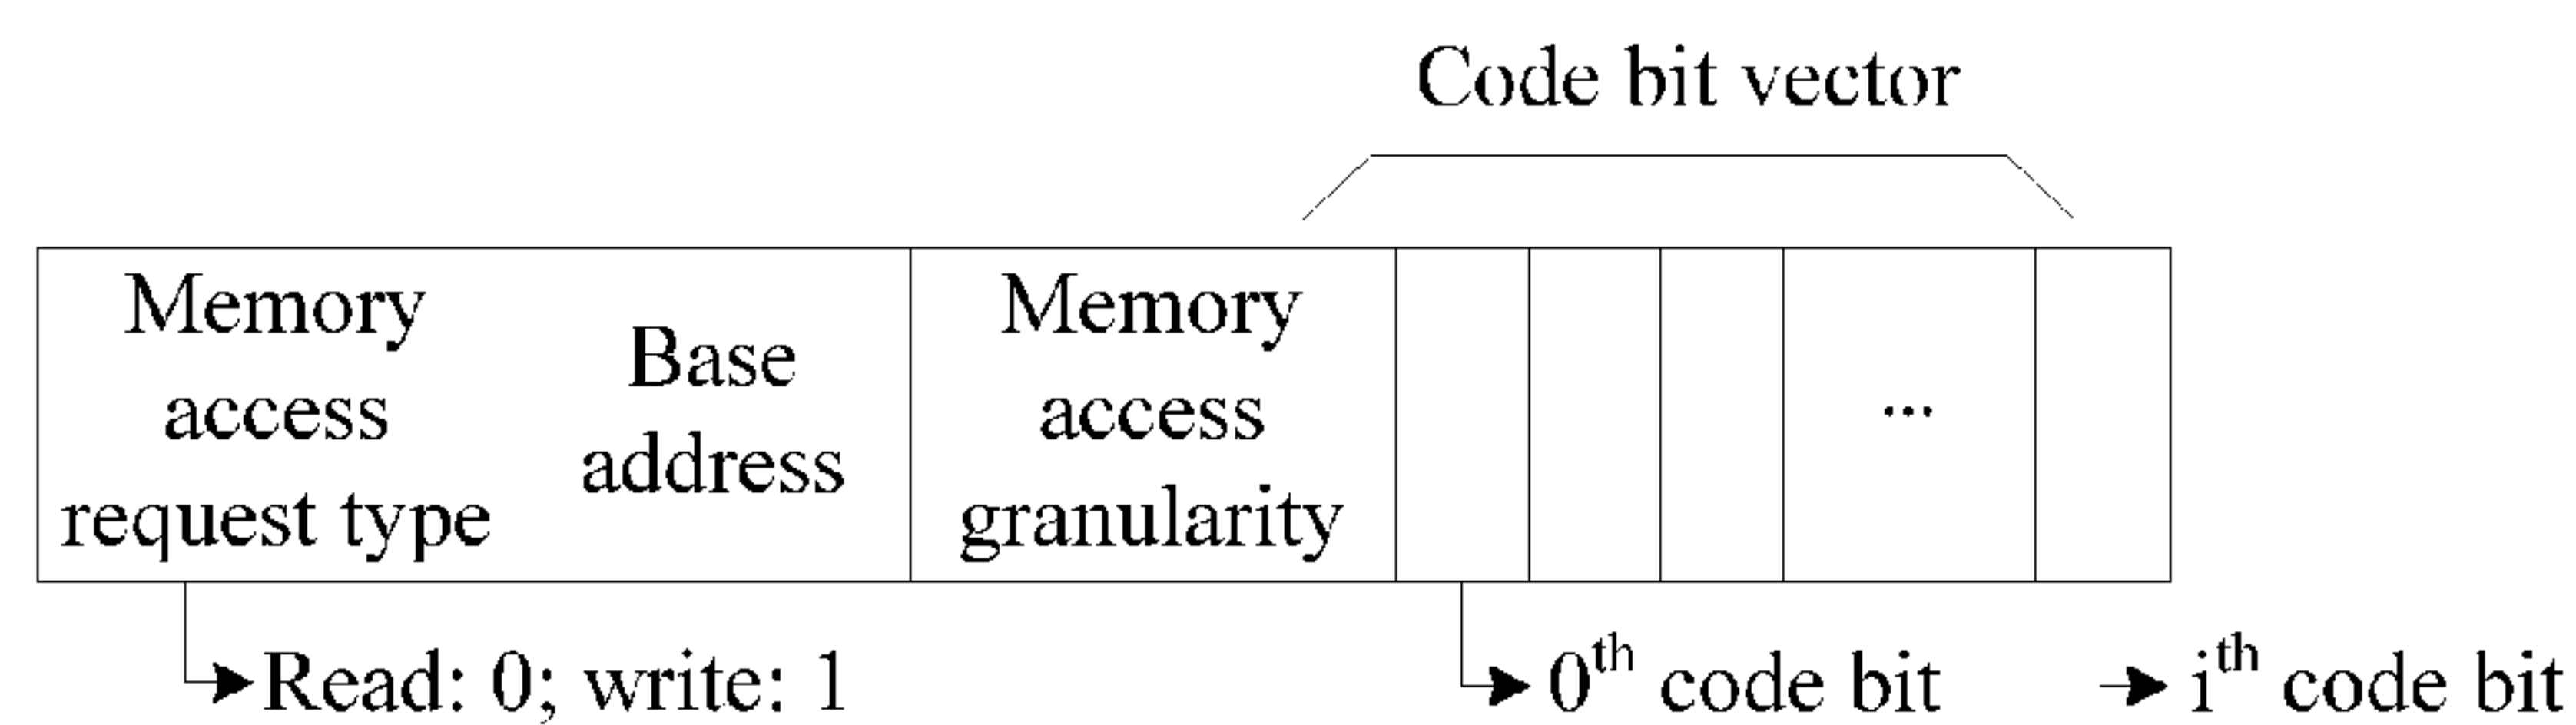 Code bit vector
Memory
access
request type
Base
address
Memory
access
granularity
...
Read: 0; write: 1
0th code bit
ith code bit